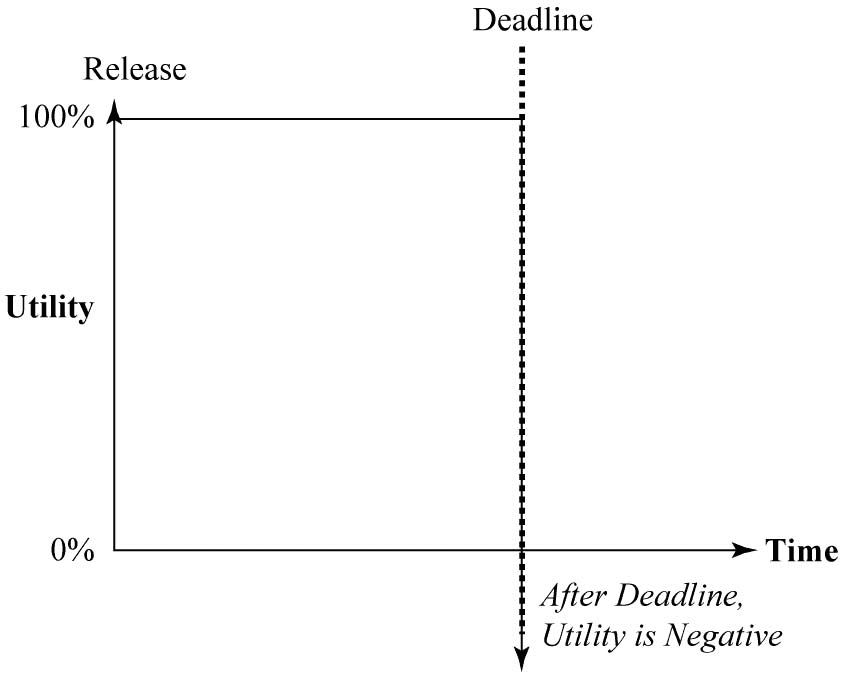 Deadline
Release
100%
Utility
0%
Time
After Deadline,
Utility is Negative